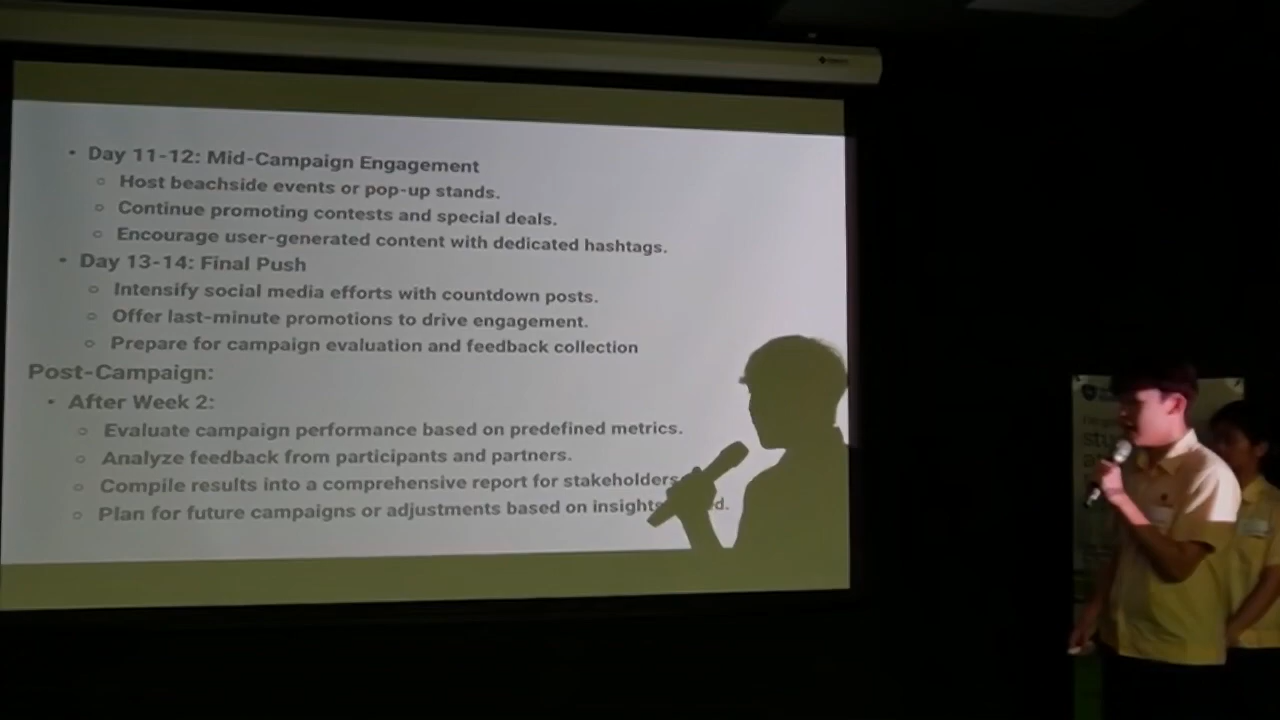 • Day 11-12: Mid-Campaign Engagement
○ Host beachside events or pop-up stands.
○ Continue promoting contests and special deals.
○ Encourage user-generated content with dedicated hashtags.
• Day 13-14: Final Push
○ Intensify social media efforts with countdown posts.
○ Offer last-minute promotions to drive engagement.
○ Prepare for campaign evaluation and feedback collection
Post-Campaign:
• After Week 2:
○ Evaluate campaign performance based on predefined metrics.
○ Analyze feedback from participants and partners.
○ Compile results into a comprehensive report for stakeholders
○ Plan for future campaigns or adjustments based on insights